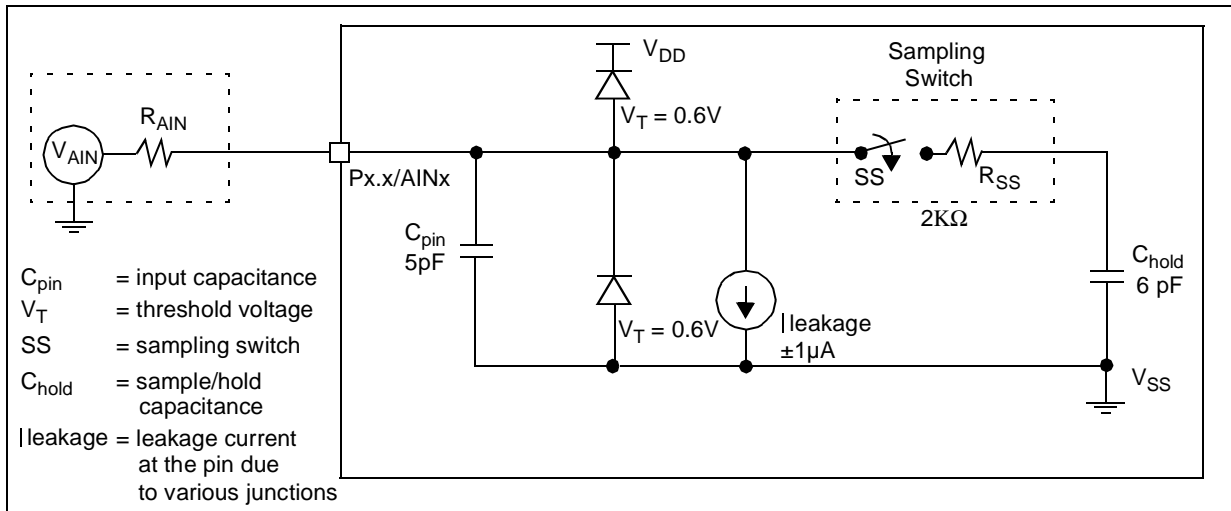 V_DD
Sampling
Switch
R_AIN
V_T = 0.6V
V_AIN
Px.x/AINx
SS
R_SS
2KΩ
C_pin
5pF
C_hold
6 pF
V_T = 0.6V
I leakage
±1µA
V_SS
C_pin = input capacitance
V_T = threshold voltage
SS = sampling switch
C_hold = sample/hold
capacitance
I leakage = leakage current
at the pin due
to various junctions